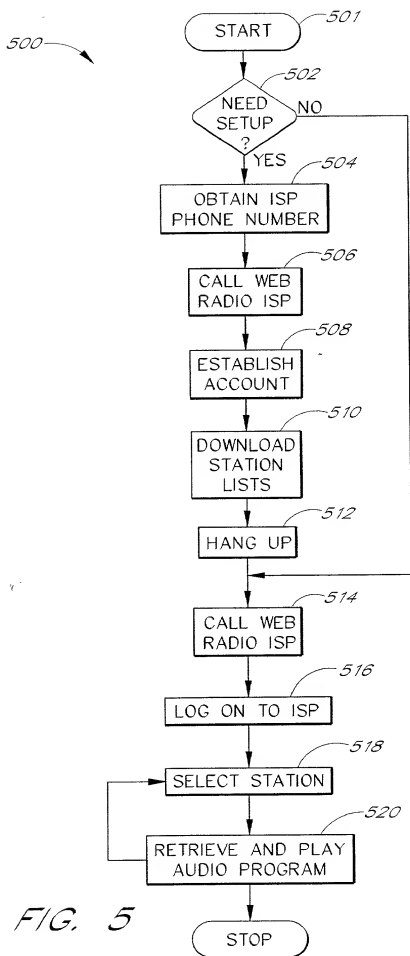 500
START
501
502
NEED
SETUP
?
NO
YES
504
OBTAIN ISP
PHONE NUMBER
506
CALL WEB
RADIO ISP
508
ESTABLISH
ACCOUNT
510
DOWNLOAD
STATION
LISTS
512
HANG UP
514
CALL WEB
RADIO ISP
516
LOG ON TO ISP
518
SELECT STATION
520
RETRIEVE AND PLAY
AUDIO PROGRAM
FIG. 5
STOP